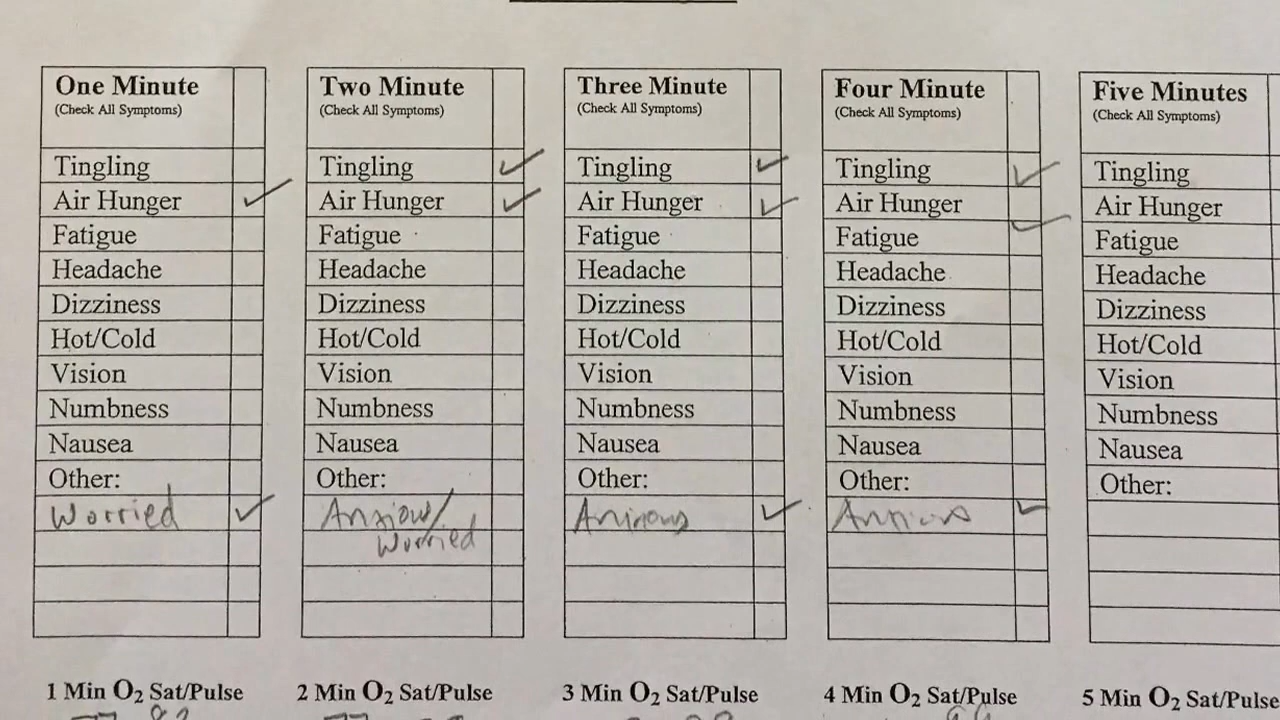 One Minute
(Check All Symptoms)
Tingling
Air Hunger
Fatigue
Headache
Dizziness
Hot/Cold
Vision
Numbness
Nausea
Other:
Worried
1 Min O2 Sat/Pulse
Two Minute
(Check All Symptoms)
Tingling
Air Hunger
Fatigue
Headache
Dizziness
Hot/Cold
Vision
Numbness
Nausea
Other:
Anxious/
Worried
2 Min O2 Sat/Pulse
Three Minute
(Check All Symptoms)
Tingling
Air Hunger
Fatigue
Headache
Dizziness
Hot/Cold
Vision
Numbness
Nausea
Other:
Anxious
3 Min O2 Sat/Pulse
Four Minute
(Check All Symptoms)
Tingling
Air Hunger
Fatigue
Headache
Dizziness
Hot/Cold
Vision
Numbness
Nausea
Other:
Anxious
4 Min O2 Sat/Pulse
Five Minutes
(Check All Symptoms)
Tingling
Air Hunger
Fatigue
Headache
Dizziness
Hot/Cold
Vision
Numbness
Nausea
Other:
5 Min O2 Sat/Pulse